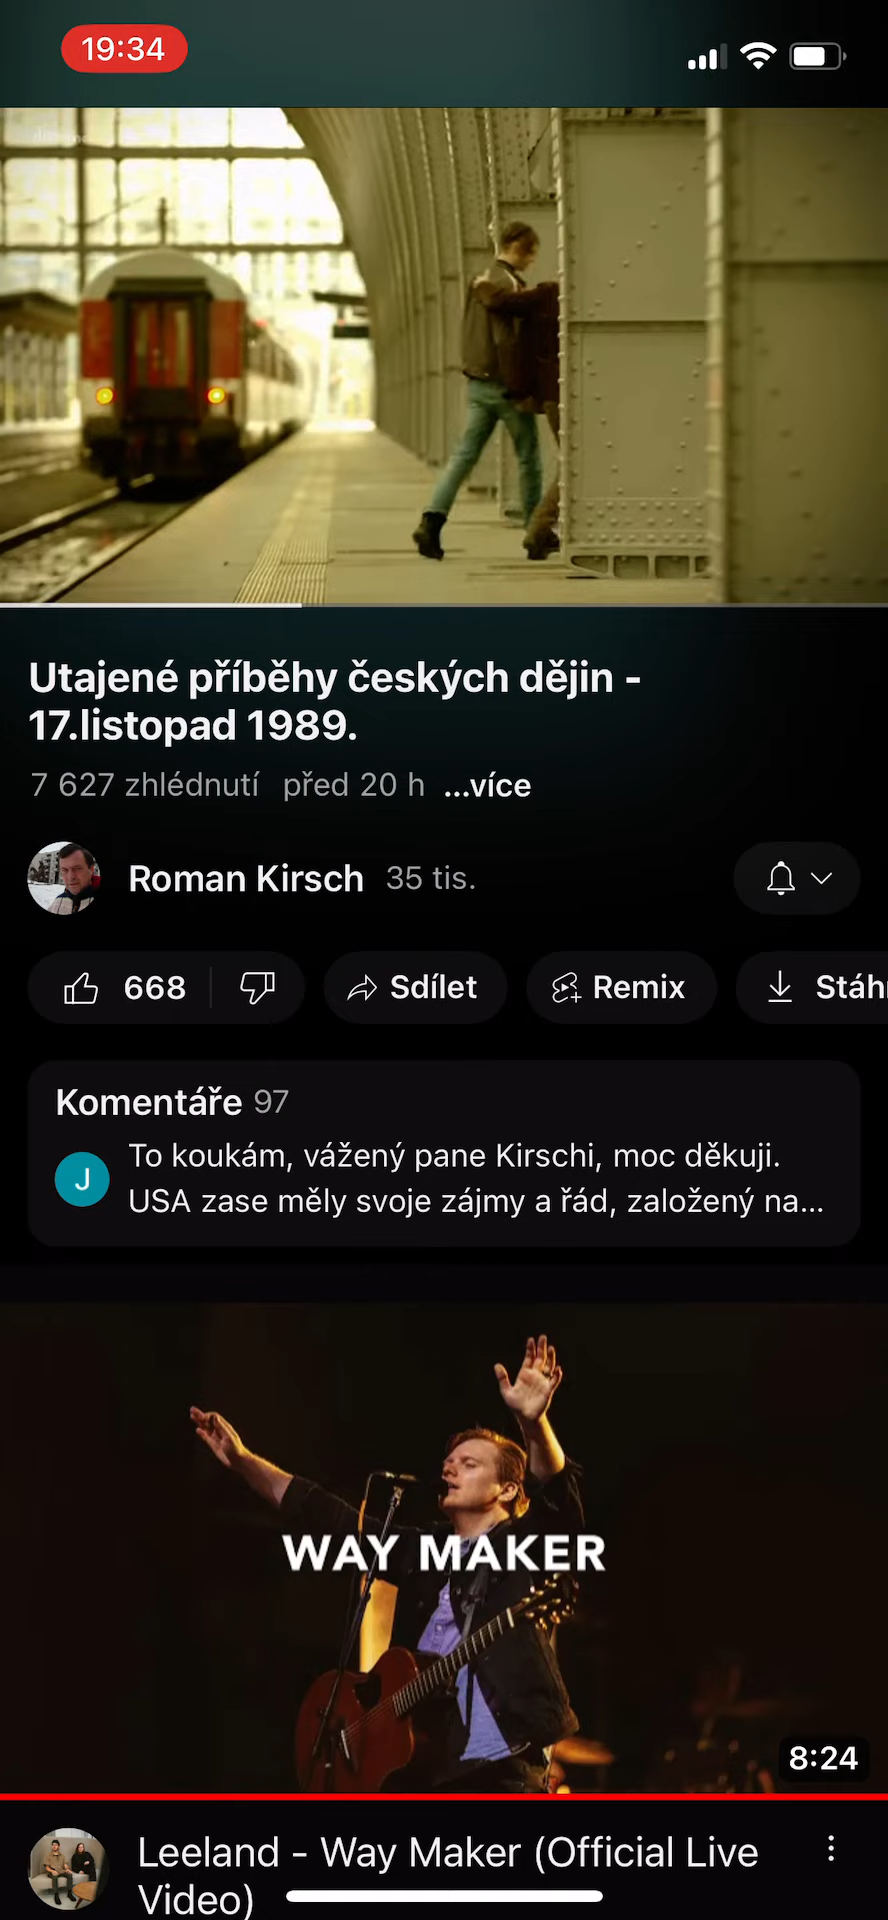 19:34
Utajené příběhy českých dějin -
17.listopad 1989.
7 627 zhlédnutí před 20 h ...více
Roman Kirsch 35 tis.
668 Sdílet Remix Stáh
Komentáře 97
J
To koukám, vážený pane Kirschi, moc děkuji.
USA zase měly svoje zájmy a řád, založený na...
WAY MAKER
8:24
Leeland - Way Maker (Official Live
Video)